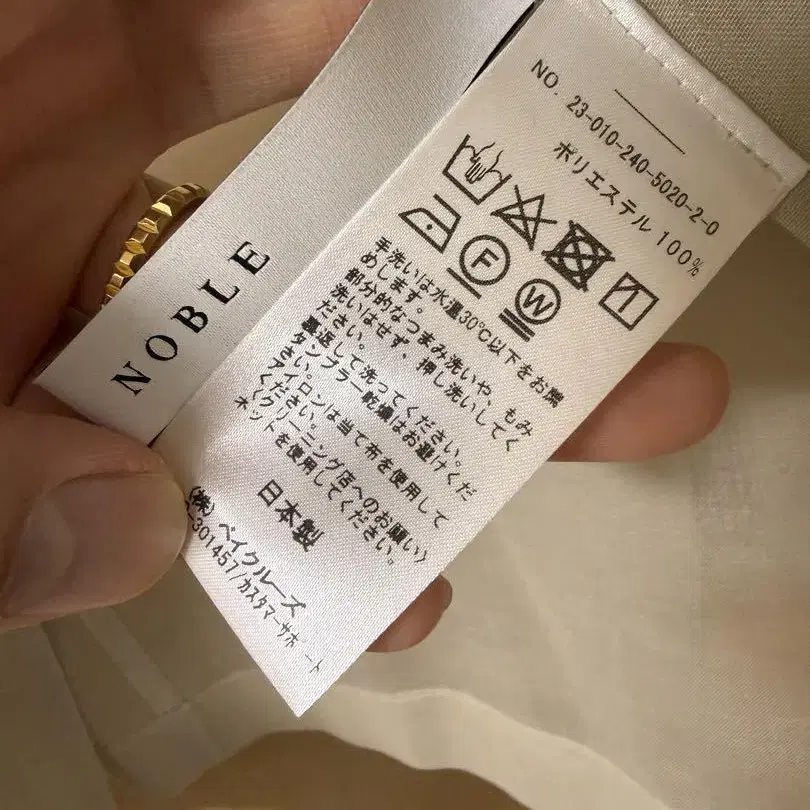 NOBLE
NO. 23-010-240-5020-2-0
ポリエステル 100%
F
W
手洗いは水温30℃以下をお薦
めします。
部分的なつまみ洗いや、もみ
洗いはせず、押し洗いしてく
ださい。
裏返して洗ってください。
タンブラー乾燥はお避けくだ
さい。
アイロンは当て布を使用して
ください。
〈クリーニング店へのお願い〉
ネットを使用してください。
日本製
(株)ベイクルーズ
-301457/カスタマーサポート